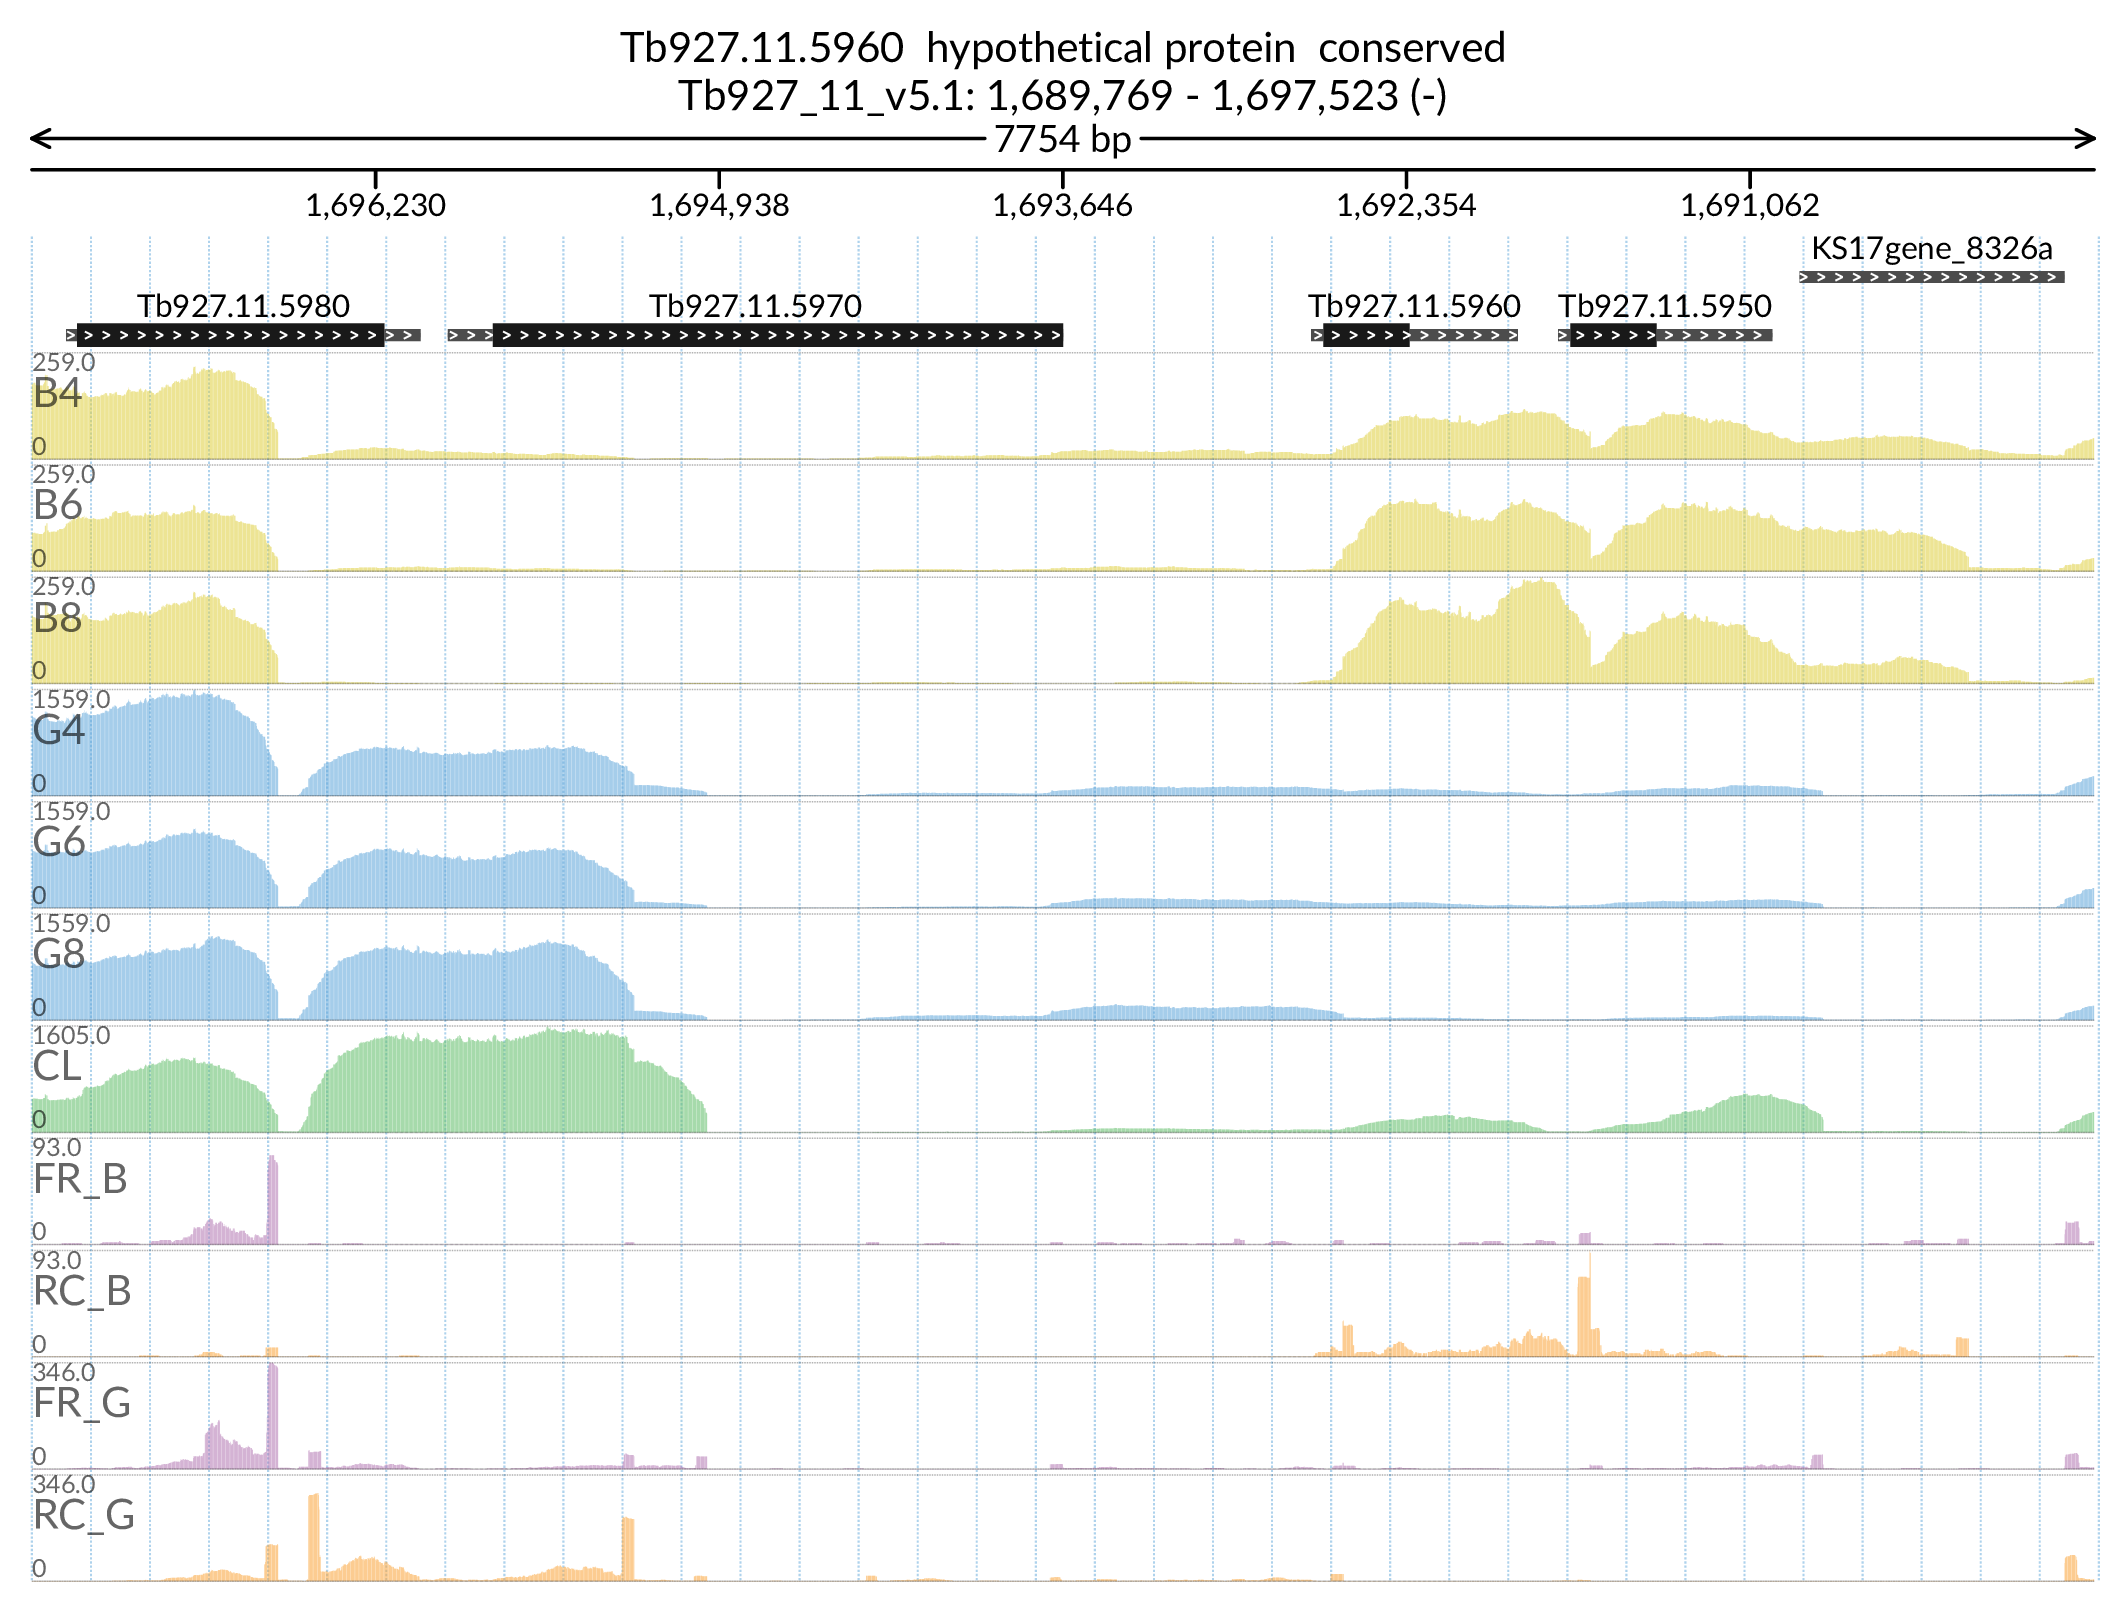 Tb927.11.5960  hypothetical protein  conserved
Tb927_11_v5.1: 1,689,769 - 1,697,523 (-)
7754 bp
1,696,230 1,694,938 1,693,646 1,692,354 1,691,062
KS17gene_8326a
Tb927.11.5980 Tb927.11.5970 Tb927.11.5960 Tb927.11.5950
259.0
B4
0
259.0
B6
0
259.0
B8
0
1559.0
G4
0
1559.0
G6
0
1559.0
G8
0
1605.0
CL
0
93.0
FR_B
0
93.0
RC_B
0
346.0
FR_G
0
346.0
RC_G
0